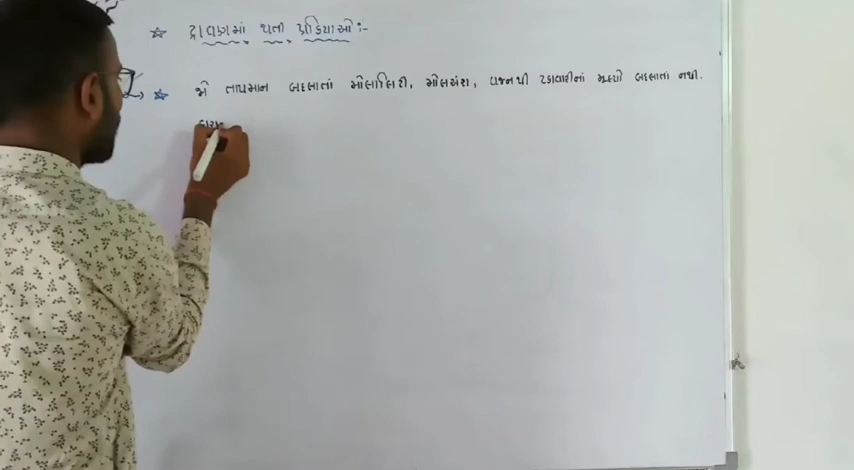 ☆ દ્રાવણમાં થતી પ્રક્રિયાઓ :-
☆ જો તાપમાન બદલાતાં મોલાલિટી, મોલઅંશ, વજનથી ટકાવારીનાં મૂલ્યો બદલાતા નથી.